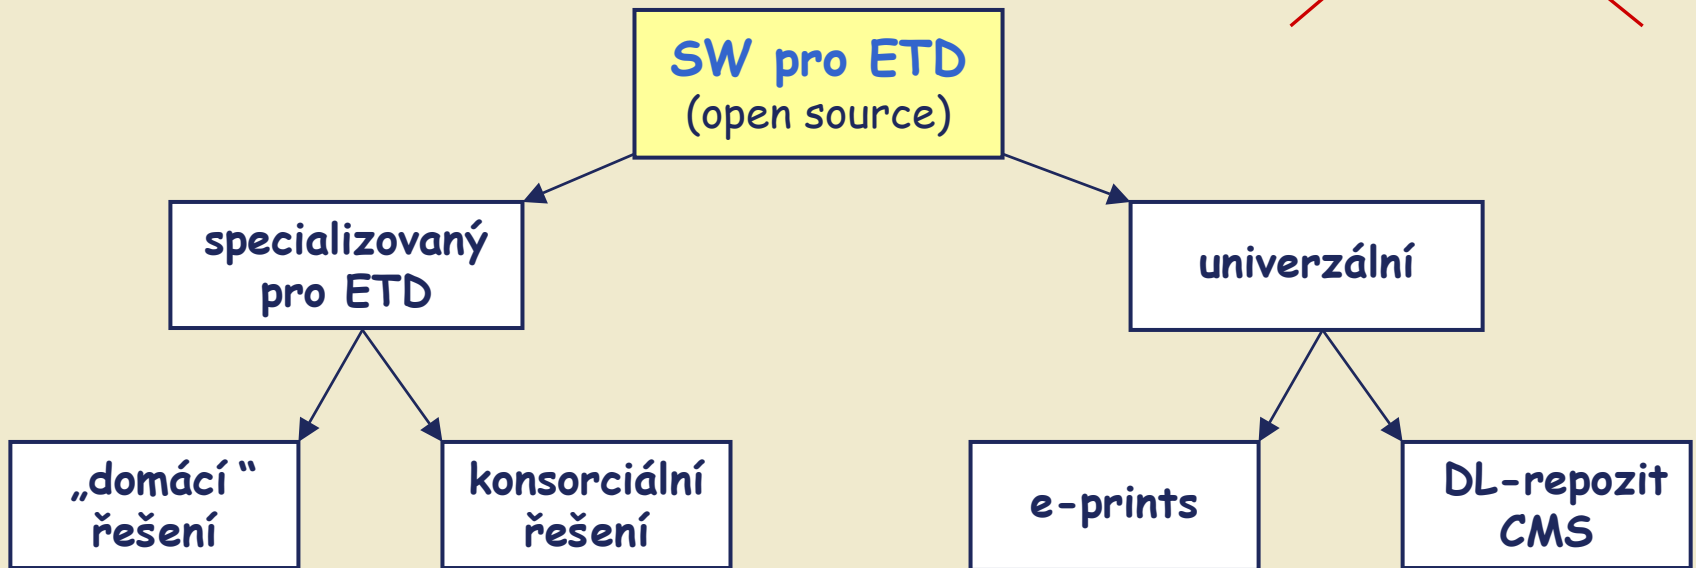 SW pro ETD
(open source)
specializovaný
pro ETD
univerzální
„domácí “
řešení
konsorciální
řešení
e-prints
DL-repozit
CMS